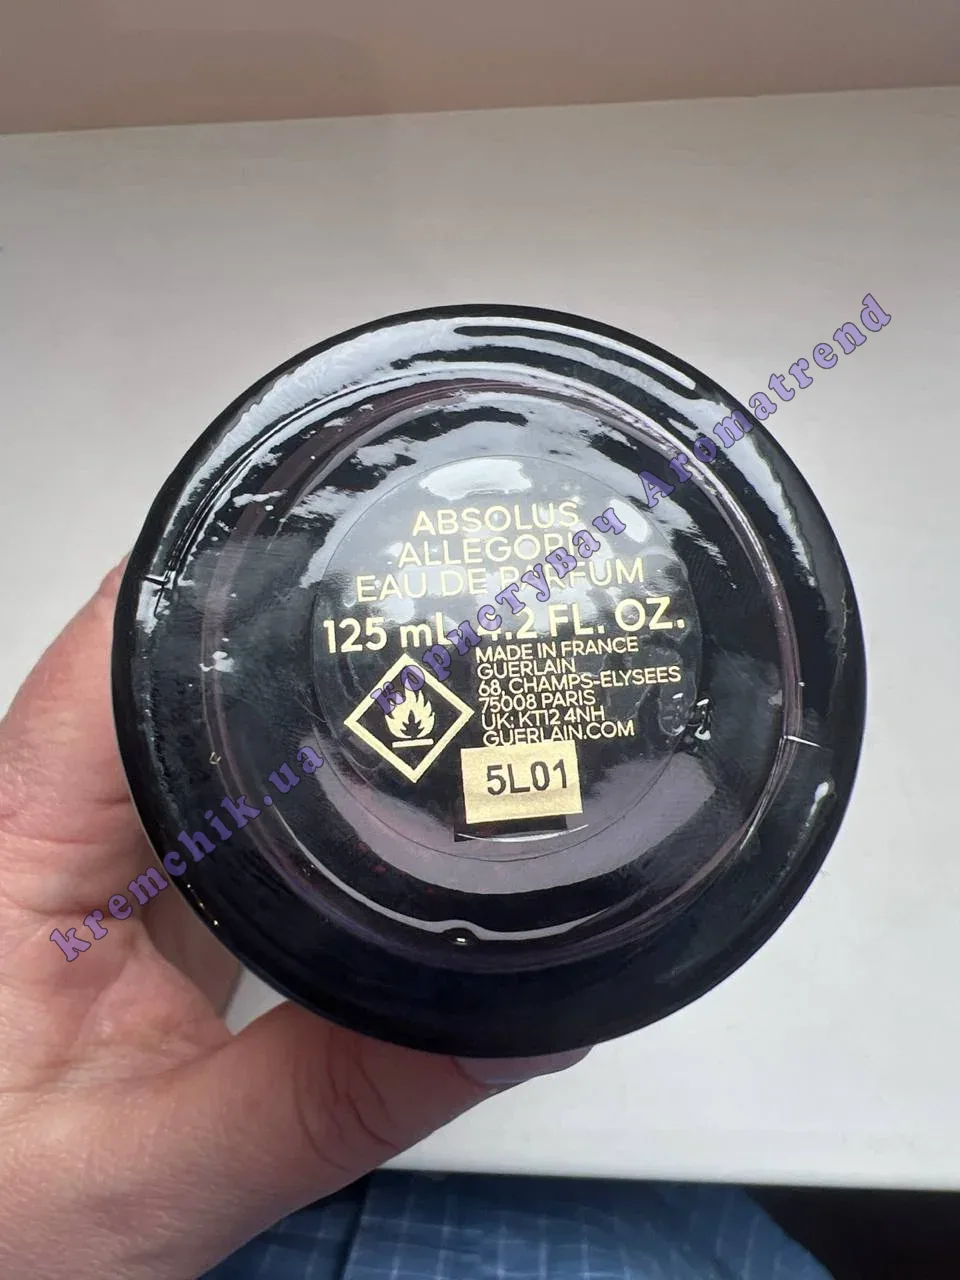 ABSOLUS
ALLEGORIA
EAU DE PARFUM
125 mL 4.2 FL. OZ.
MADE IN FRANCE
GUERLAIN
68, CHAMPS-ELYSEES
75008 PARIS
UK: KT12 4NH
GUERLAIN.COM
5L01
kremchik.ua користувач Aromatrend